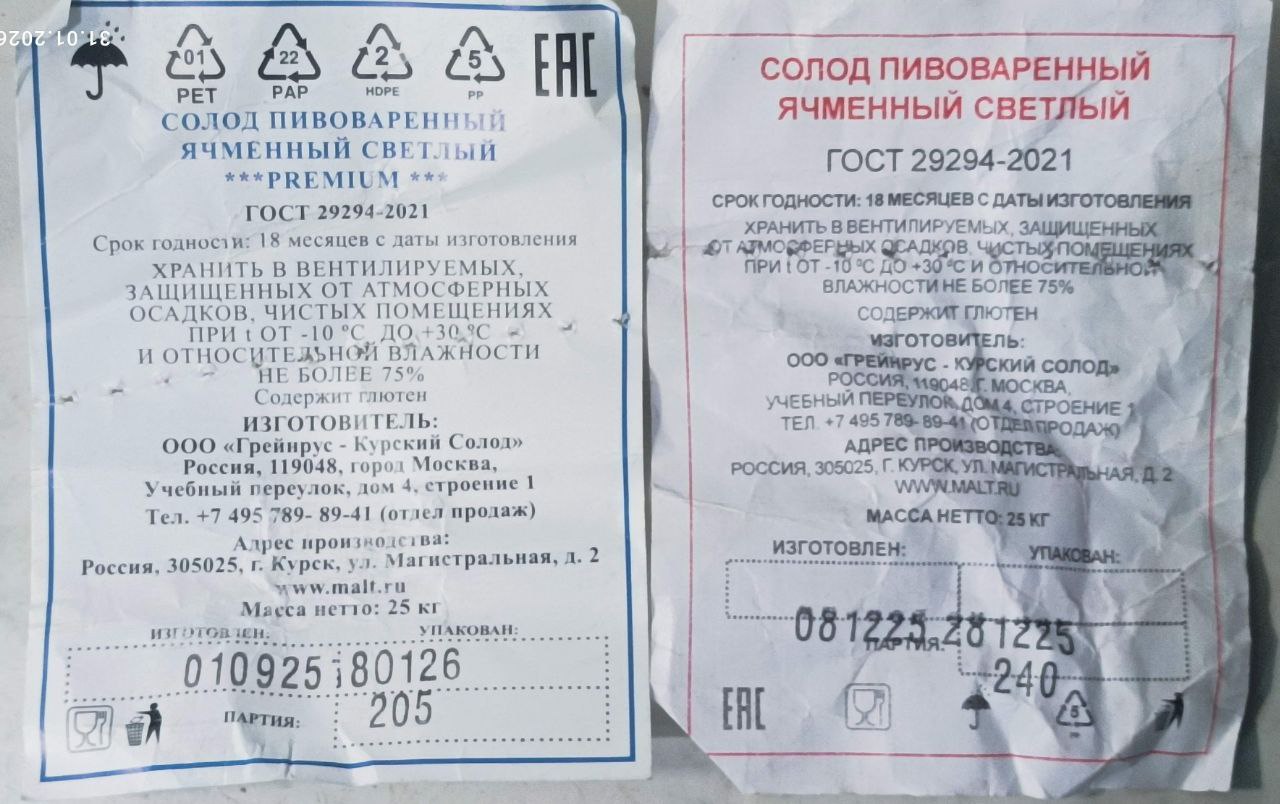 31.01.2026
01 22 2 5 EAC
PET PAP HDPE PP
СОЛОД ПИВОВАРЕННЫЙ
ЯЧМЕННЫЙ СВЕТЛЫЙ
***PREMIUM ***
ГОСТ 29294-2021
Срок годности: 18 месяцев с даты изготовления
ХРАНИТЬ В ВЕНТИЛИРУЕМЫХ,
ЗАЩИЩЕННЫХ ОТ АТМОСФЕРНЫХ
ОСАДКОВ, ЧИСТЫХ ПОМЕЩЕНИЯХ
ПРИ t ОТ -10 ºС ДО +30 ºС
И ОТНОСИТЕЛЬНОЙ ВЛАЖНОСТИ
НЕ БОЛЕЕ 75%
Содержит глютен
ИЗГОТОВИТЕЛЬ:
ООО «Грейнрус - Курский Солод»
Россия, 119048, город Москва,
Учебный переулок, дом 4, строение 1
Тел. +7 495 789- 89-41 (отдел продаж)
Адрес производства:
Россия, 305025, г. Курск, ул. Магистральная, д. 2
www.malt.ru
Масса нетто: 25 кг
ИЗГОТОВЛЕН: УПАКОВАН:
010925 180126
ПАРТИЯ: 205
СОЛОД ПИВОВАРЕННЫЙ
ЯЧМЕННЫЙ СВЕТЛЫЙ
ГОСТ 29294-2021
СРОК ГОДНОСТИ: 18 МЕСЯЦЕВ С ДАТЫ ИЗГОТОВЛЕНИЯ
ХРАНИТЬ В ВЕНТИЛИРУЕМЫХ, ЗАЩИЩЕННЫХ
ОТ АТМОСФЕРНЫХ ОСАДКОВ, ЧИСТЫХ ПОМЕЩЕНИЯХ
ПРИ t ОТ -10 ºС ДО +30 ºС И ОТНОСИТЕЛЬНОЙ
ВЛАЖНОСТИ НЕ БОЛЕЕ 75%
СОДЕРЖИТ ГЛЮТЕН
ИЗГОТОВИТЕЛЬ:
ООО «ГРЕЙНРУС - КУРСКИЙ СОЛОД»
РОССИЯ, 119048, Г. МОСКВА,
УЧЕБНЫЙ ПЕРЕУЛОК, ДОМ 4, СТРОЕНИЕ 1
ТЕЛ. +7 495 789- 89-41 (ОТДЕЛ ПРОДАЖ)
АДРЕС ПРОИЗВОДСТВА:
РОССИЯ, 305025, Г. КУРСК, УЛ. МАГИСТРАЛЬНАЯ, Д. 2
WWW.MALT.RU
МАССА НЕТТО: 25 КГ
ИЗГОТОВЛЕН: УПАКОВАН:
081225 281225
ПАРТИЯ: 240
EAC 5
PP